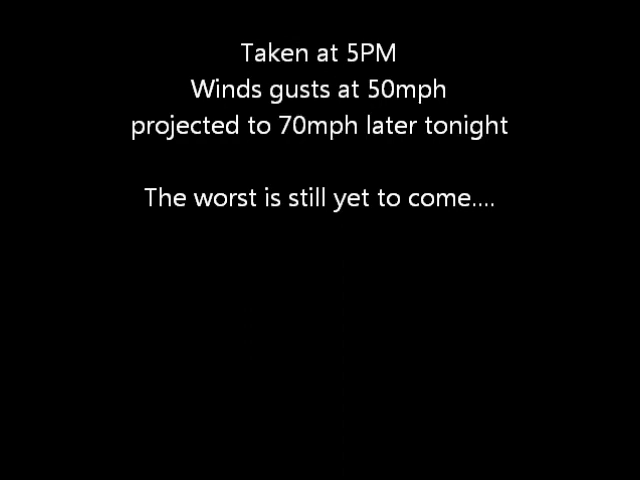 Taken at 5PM
Winds gusts at 50mph
projected to 70mph later tonight
The worst is still yet to come....